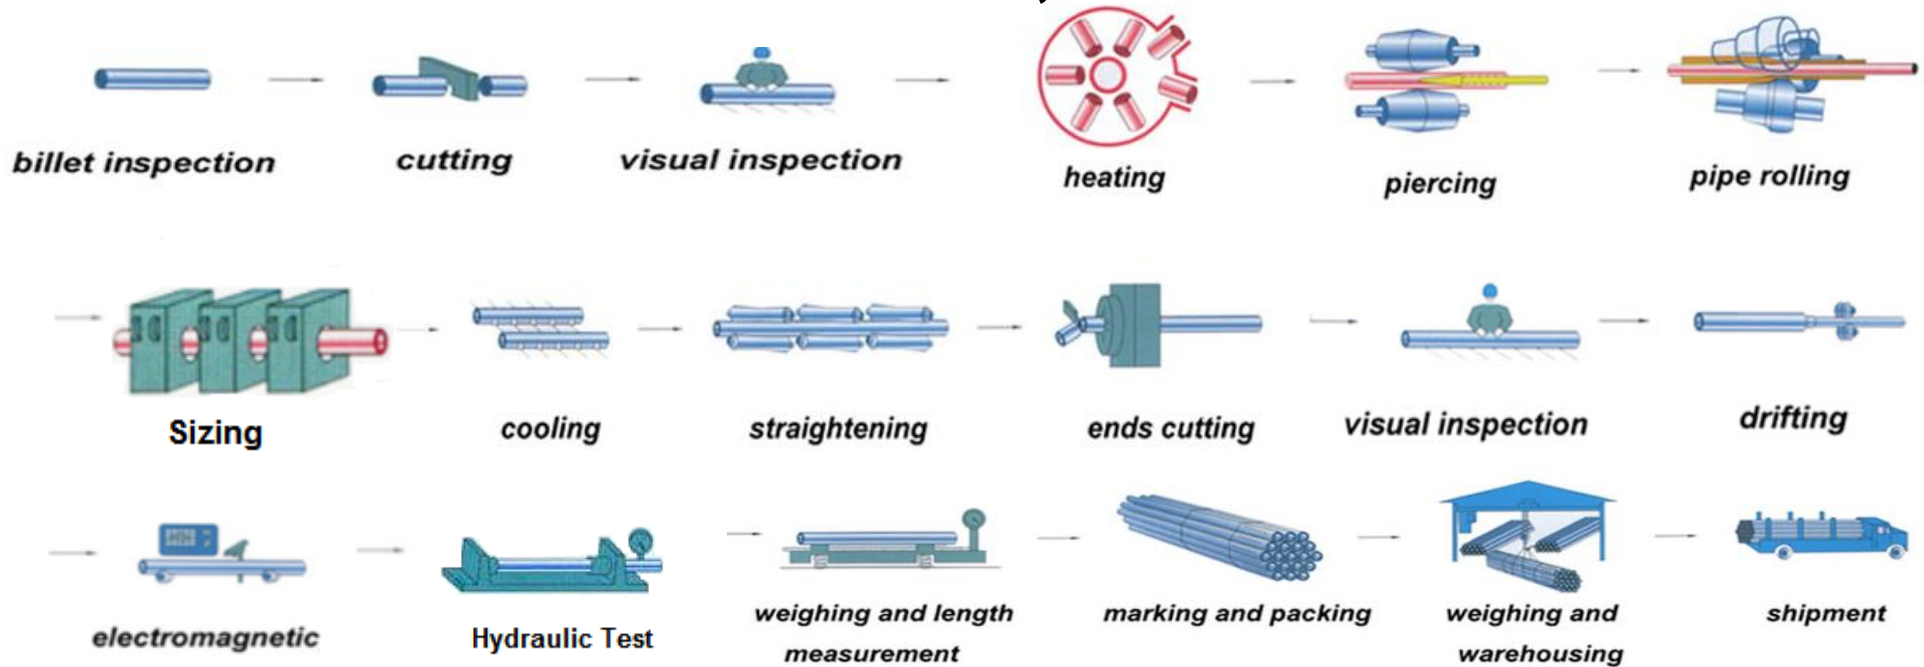 billet inspection
cutting
visual inspection
heating
piercing
pipe rolling
Sizing
cooling
straightening
ends cutting
visual inspection
drifting
electromagnetic
Hydraulic Test
weighing and length
measurement
marking and packing
weighing and
warehousing
shipment